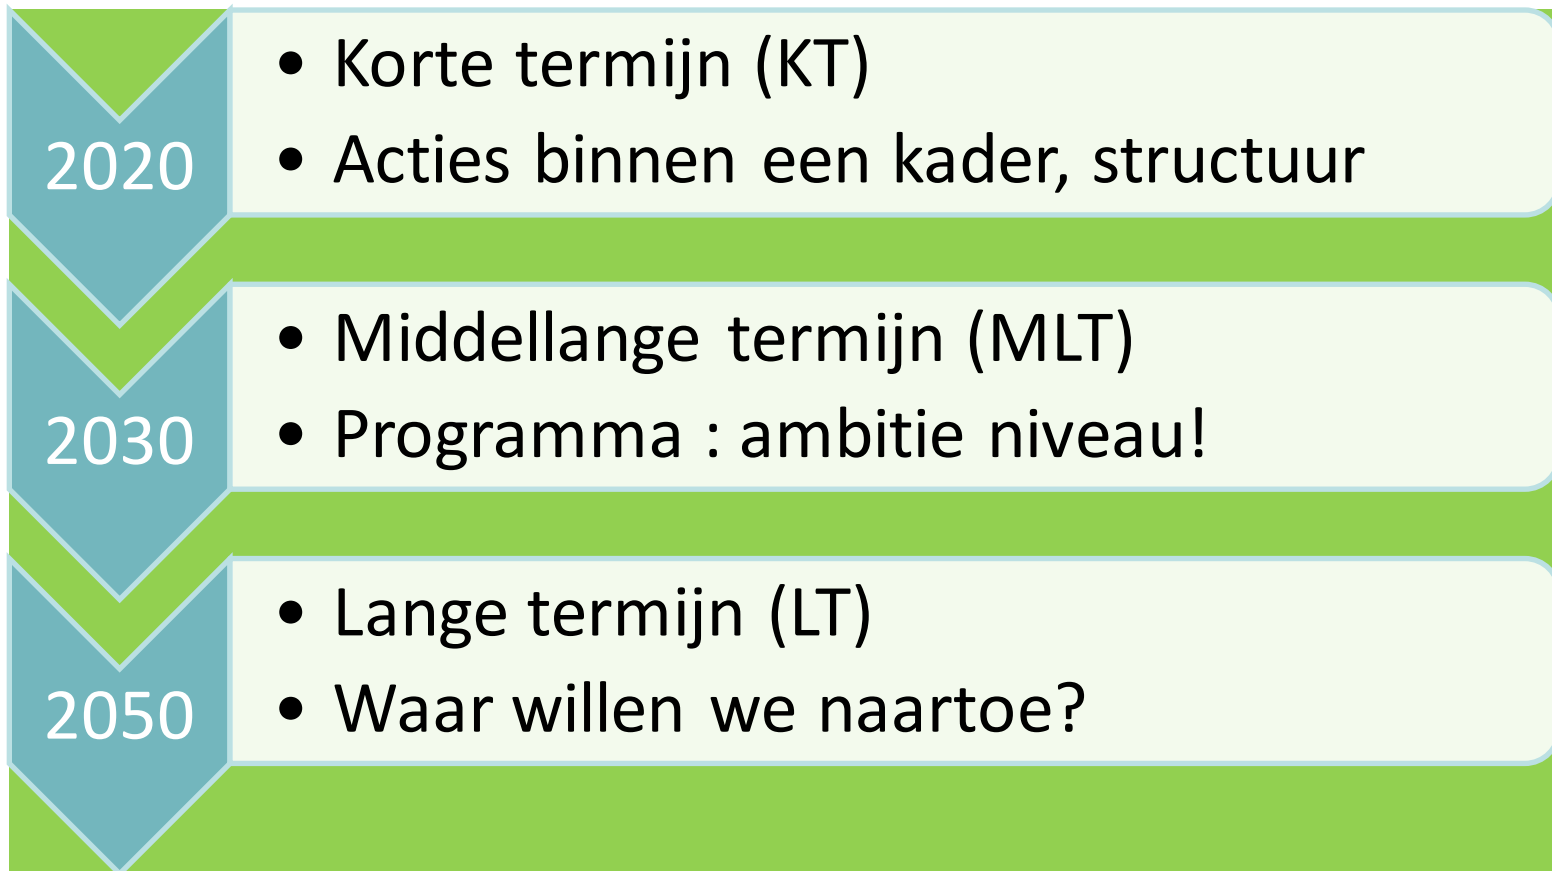 2020
• Korte termijn (KT)
• Acties binnen een kader, structuur
2030
• Middellange termijn (MLT)
• Programma : ambitie niveau!
2050
• Lange termijn (LT)
• Waar willen we naartoe?